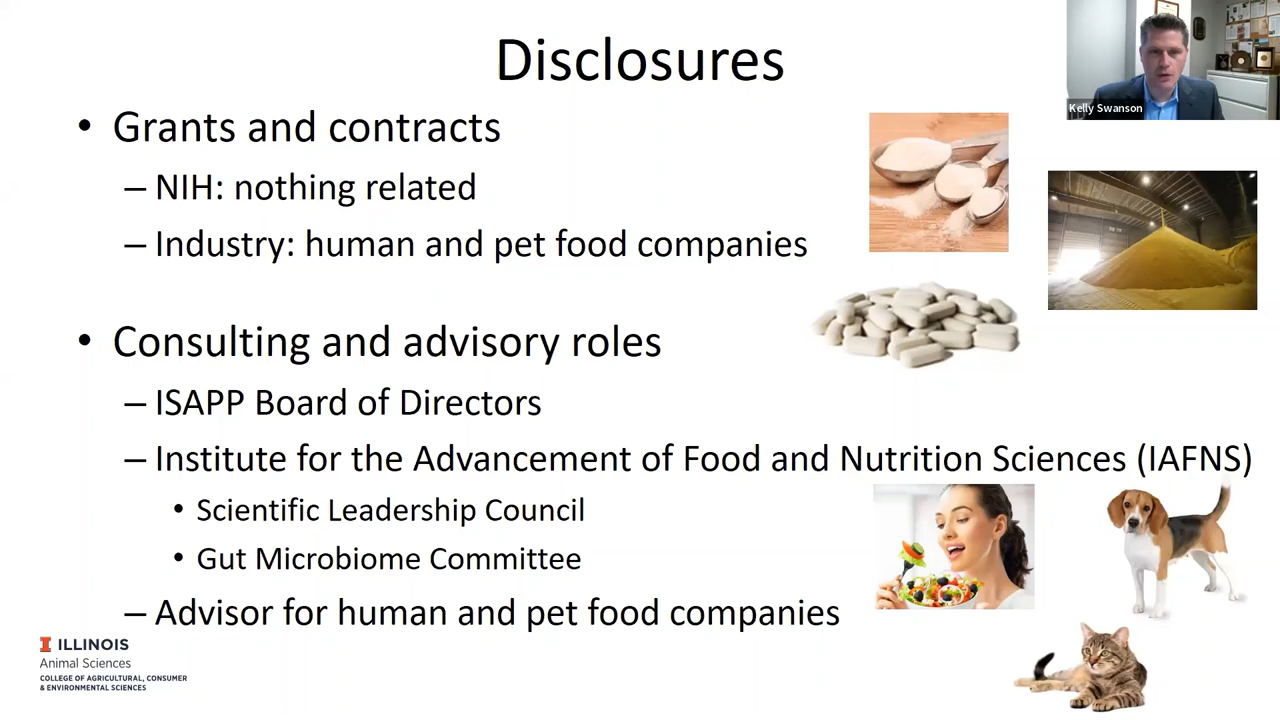 Disclosures
Kelly Swanson
• Grants and contracts
– NIH: nothing related
– Industry: human and pet food companies
• Consulting and advisory roles
– ISAPP Board of Directors
– Institute for the Advancement of Food and Nutrition Sciences (IAFNS)
• Scientific Leadership Council
• Gut Microbiome Committee
– Advisor for human and pet food companies
I ILLINOIS
Animal Sciences
COLLEGE OF AGRICULTURAL, CONSUMER
& ENVIRONMENTAL SCIENCES